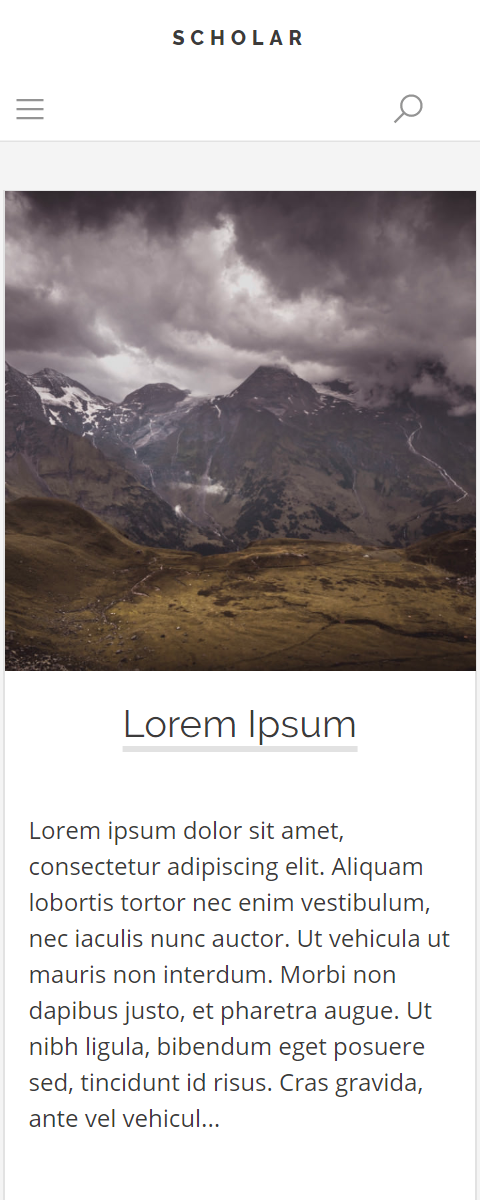 SCHOLAR
Lorem Ipsum
Lorem ipsum dolor sit amet,
consectetur adipiscing elit. Aliquam
lobortis tortor nec enim vestibulum,
nec iaculis nunc auctor. Ut vehicula ut
mauris non interdum. Morbi non
dapibus justo, et pharetra augue. Ut
nibh ligula, bibendum eget posuere
sed, tincidunt id risus. Cras gravida,
ante vel vehicul...